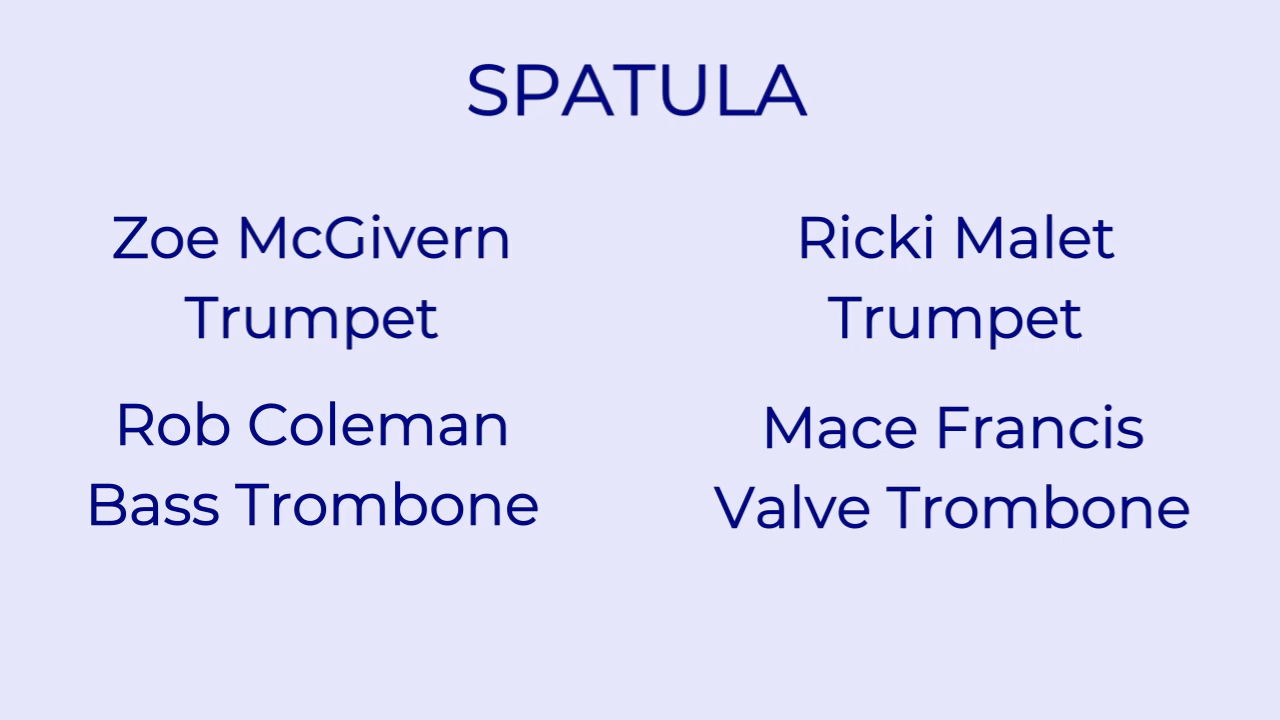 SPATULA
Zoe McGivern
Trumpet
Ricki Malet
Trumpet
Rob Coleman
Bass Trombone
Mace Francis
Valve Trombone